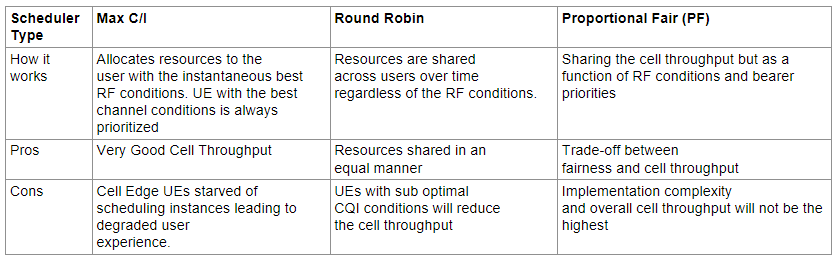 Scheduler Type
Max C/I
Round Robin
Proportional Fair (PF)
How it works
Allocates resources to the
user with the instantaneous best
RF conditions. UE with the best
channel conditions is always
prioritized
Resources are shared
across users over time
regardless of the RF conditions.
Sharing the cell throughput but as a
function of RF conditions and bearer
priorities
Pros
Very Good Cell Throughput
Resources shared in an
equal manner
Trade-off between
fairness and cell throughput
Cons
Cell Edge UEs starved of
scheduling instances leading to
degraded user
experience.
UEs with sub optimal
CQI conditions will reduce
the cell throughput
Implementation complexity
and overall cell throughput will not be the
highest